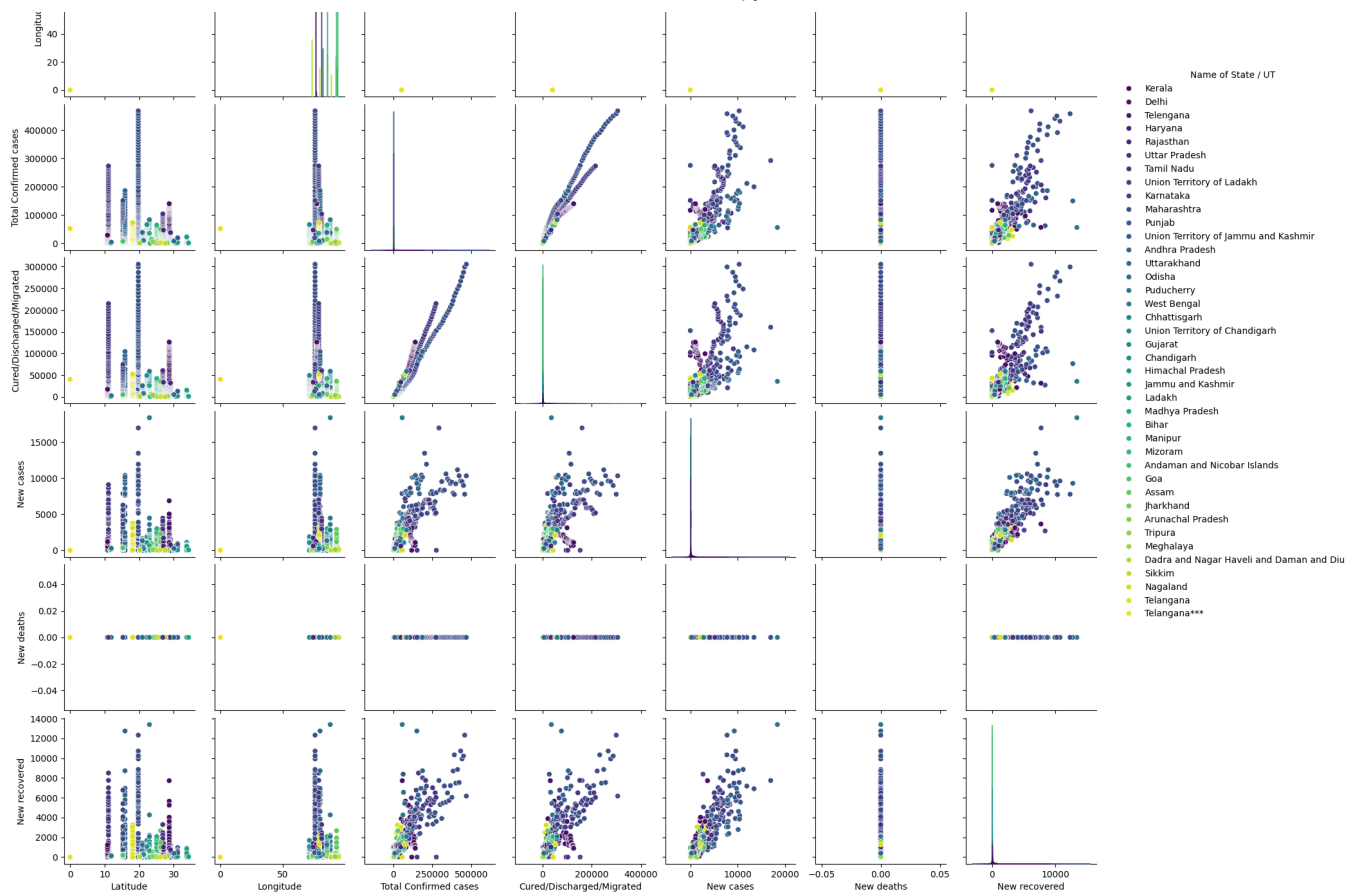 Longitu
40
20
0
Total Confirmed cases
400000
300000
200000
100000
0
Cured/Discharged/Migrated
300000
250000
200000
150000
100000
50000
0
New cases
15000
10000
5000
0
New deaths
0.04
0.02
0.00
−0.02
−0.04
New recovered
14000
12000
10000
8000
6000
4000
2000
0
0 10 20 30
Latitude
0 50
Longitude
0 200000 400000 600000
Total Confirmed cases
0 100000 200000 300000 400000
Cured/Discharged/Migrated
0 10000 20000
New cases
−0.05 0.00 0.05
New deaths
0 10000
New recovered
Name of State / UT
Kerala
Delhi
Telengana
Haryana
Rajasthan
Uttar Pradesh
Tamil Nadu
Union Territory of Ladakh
Karnataka
Maharashtra
Punjab
Union Territory of Jammu and Kashmir
Andhra Pradesh
Uttarakhand
Odisha
Puducherry
West Bengal
Chhattisgarh
Union Territory of Chandigarh
Gujarat
Chandigarh
Himachal Pradesh
Jammu and Kashmir
Ladakh
Madhya Pradesh
Bihar
Manipur
Mizoram
Andaman and Nicobar Islands
Goa
Assam
Jharkhand
Arunachal Pradesh
Tripura
Meghalaya
Dadra and Nagar Haveli and Daman and Diu
Sikkim
Nagaland
Telangana
Telangana***